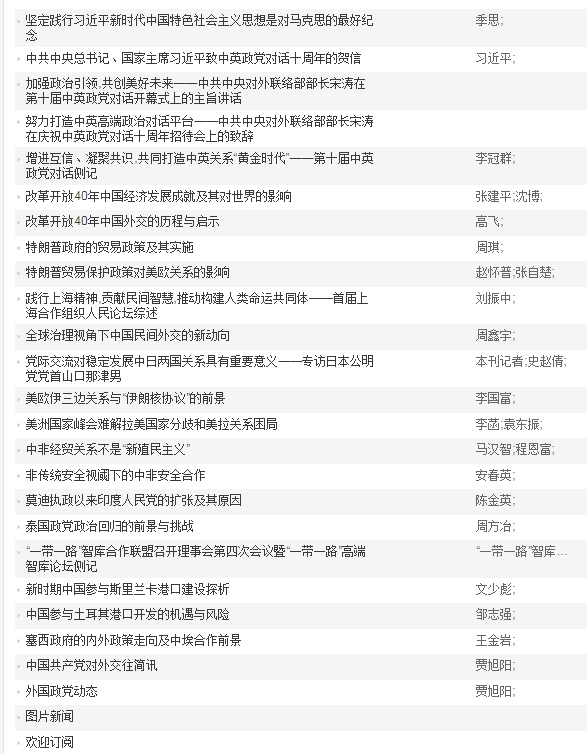 坚定践行习近平新时代中国特色社会主义思想是对马克思的最好纪
念
季思;
中共中央总书记、国家主席习近平致中英政党对话十周年的贺信
习近平;
加强政治引领,共创美好未来——中共中央对外联络部部长宋涛在
第十届中英政党对话开幕式上的主旨讲话
努力打造中英高端政治对话平台——中共中央对外联络部部长宋涛
在庆祝中英政党对话十周年招待会上的致辞
增进互信、凝聚共识,共同打造中英关系“黄金时代”——第十届中英
政党对话侧记
李冠群;
改革开放40年中国经济发展成就及其对世界的影响
张建平;沈博;
改革开放40年中国外交的历程与启示
高飞;
特朗普政府的贸易政策及其实施
周琪;
特朗普贸易保护政策对美欧关系的影响
赵怀普;张自楚;
践行上海精神,贡献民间智慧,推动构建人类命运共同体——首届上
海合作组织人民论坛综述
刘振中;
全球治理视角下中国民间外交的新动向
周鑫宇;
党际交流对稳定发展中日两国关系具有重要意义——专访日本公明
党党首山口那津男
本刊记者;史赵倩;
美欧伊三边关系与“伊朗核协议”的前景
李国富;
美洲国家峰会难解拉美国家分歧和美拉关系困局
李菡;袁东振;
中非经贸关系不是“新殖民主义”
马汉智;程恩富;
非传统安全视阈下的中非安全合作
安春英;
莫迪执政以来印度人民党的扩张及其原因
陈金英;
泰国政党政治回归的前景与挑战
周方冶;
“一带一路”智库合作联盟召开理事会第四次会议暨“一带一路”高端
智库论坛侧记
“一带一路”智库...
新时期中国参与斯里兰卡港口建设探析
文少彪;
中国参与土耳其港口开发的机遇与风险
邹志强;
塞西政府的内外政策走向及中埃合作前景
王金岩;
中国共产党对外交往简讯
贾旭阳;
外国政党动态
贾旭阳;
图片新闻
欢迎订阅